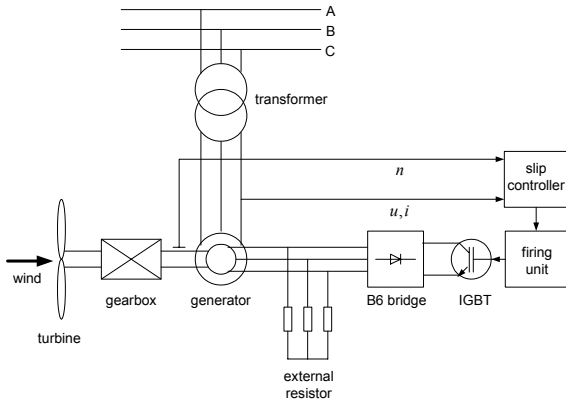 A
B
C
transformer
n
slip
controller
u,i
wind
firing
unit
gearbox
generator
B6 bridge
IGBT
turbine
external
resistor